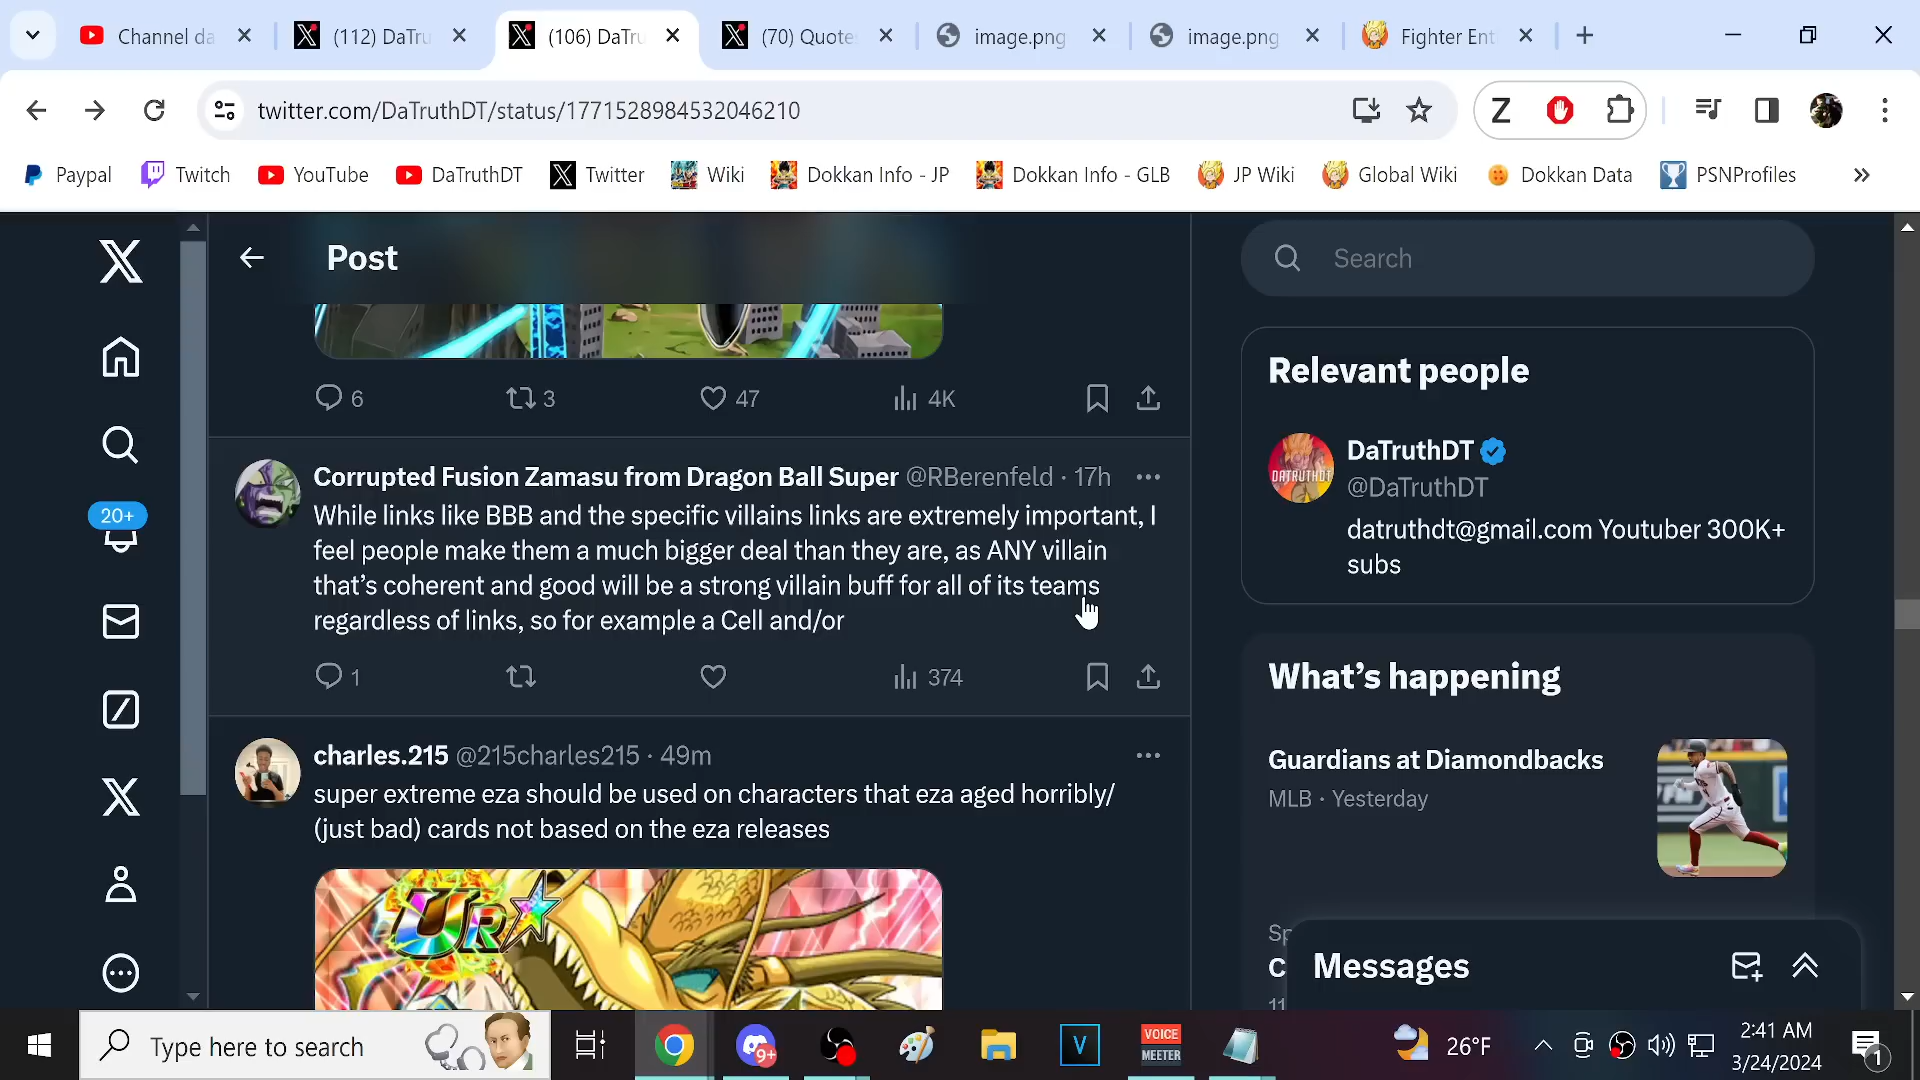 Channel da
(112) DaTru
(106) DaTru
(70) Quote
image.png
image.png
Fighter Ent
twitter.com/DaTruthDT/status/1771528984532046210
Z
Paypal
Twitch
YouTube
DaTruthDT
Twitter
Wiki
Dokkan Info - JP
Dokkan Info - GLB
JP Wiki
Global Wiki
Dokkan Data
PSNProfiles
Post
Search
6
3
47
4K
Relevant people
DaTruthDT
@DaTruthDT
datruthdt@gmail.com Youtuber 300K+
subs
20+
Corrupted Fusion Zamasu from Dragon Ball Super @RBerenfeld · 17h
While links like BBB and the specific villains links are extremely important, I
feel people make them a much bigger deal than they are, as ANY villain
that’s coherent and good will be a strong villain buff for all of its teams
regardless of links, so for example a Cell and/or
1
374
What’s happening
Guardians at Diamondbacks
MLB · Yesterday
charles.215 @215charles215 · 49m
super extreme eza should be used on characters that eza aged horribly/
(just bad) cards not based on the eza releases
UR
Sp
C
11
Messages
Type here to search
9+
V
VOICE
MEETER
26°F
2:41 AM
3/24/2024
1